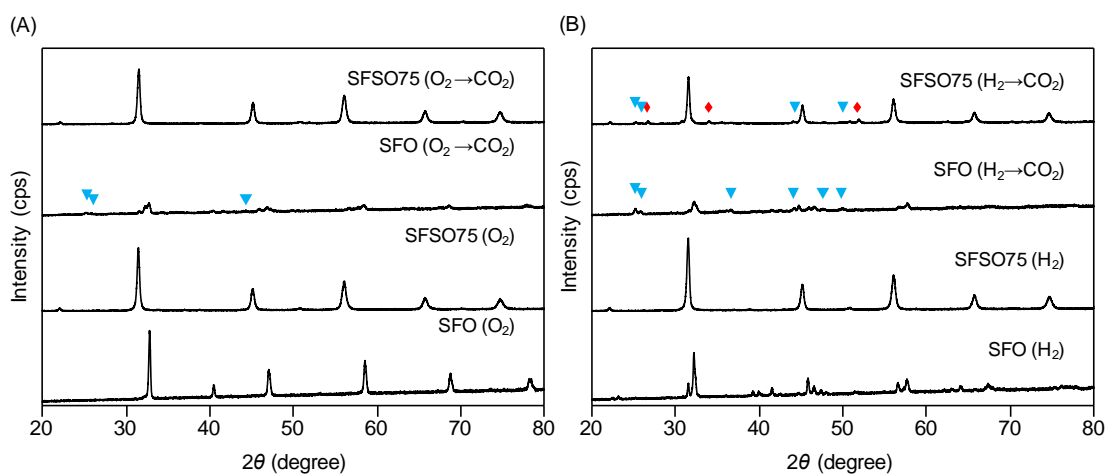 (A)
SFSO75 (O₂→CO₂)
SFO (O₂→CO₂)
SFSO75 (O₂)
SFO (O₂)
Intensity (cps)
20 30 40 50 60 70 80
2θ (degree)
(B)
SFSO75 (H₂→CO₂)
SFO (H₂→CO₂)
SFSO75 (H₂)
SFO (H₂)
Intensity (cps)
20 30 40 50 60 70 80
2θ (degree)